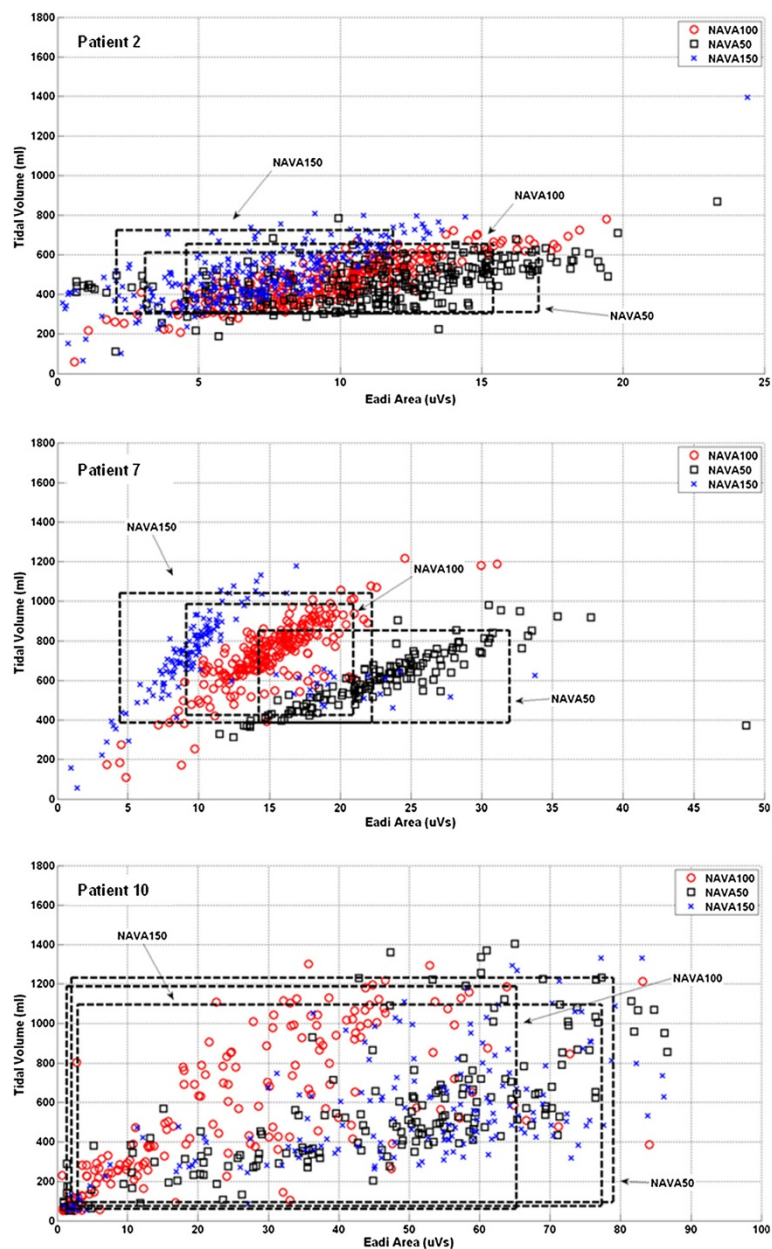 1800
Patient 2
NAVA100
NAVA50
NAVA150
1600
1400
1200
1000
800
600
400
200
0
NAVA150
NAVA100
NAVA50
Tidal Volume (ml)
0 5 10 15 20 25
Eadi Area (uVs)
1800
Patient 7
NAVA100
NAVA50
NAVA150
1600
1400
1200
1000
800
600
400
200
0
NAVA150
NAVA100
NAVA50
Tidal Volume (ml)
0 5 10 15 20 25 30 35 40 45 50
Eadi Area (uVs)
1800
Patient 10
NAVA100
NAVA50
NAVA150
1600
1400
1200
1000
800
600
400
200
0
NAVA150
NAVA100
NAVA50
Tidal Volume (ml)
0 10 20 30 40 50 60 70 80 90 100
Eadi Area (uVs)